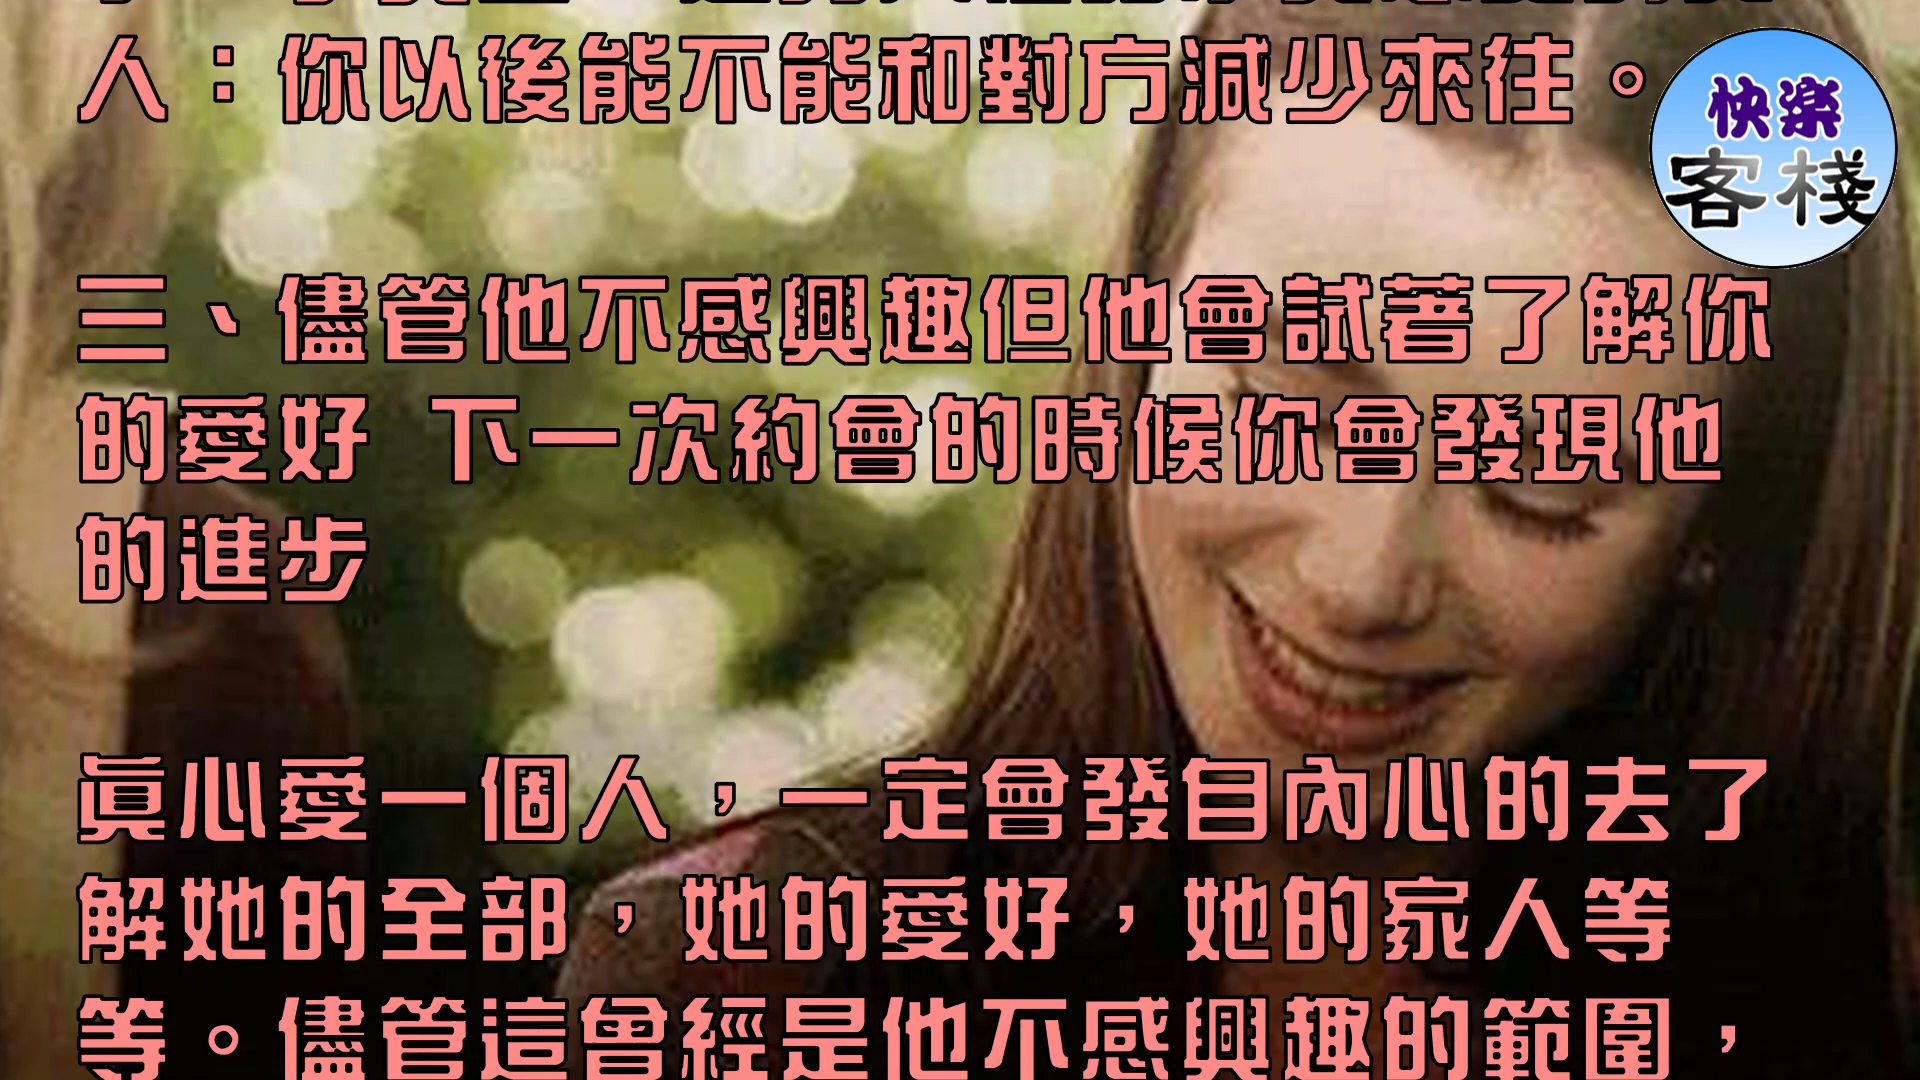 人：你以後能不能和對方減少來往。
快楽
客棧
三、儘管他不感興趣但他會試著了解你
的愛好 下一次約會的時候你會發現他
的進步
眞心愛一個人，一定會發自內心的去了
解她的全部，她的愛好，她的家人等
等。儘管這曾經是他不感興趣的範圍，